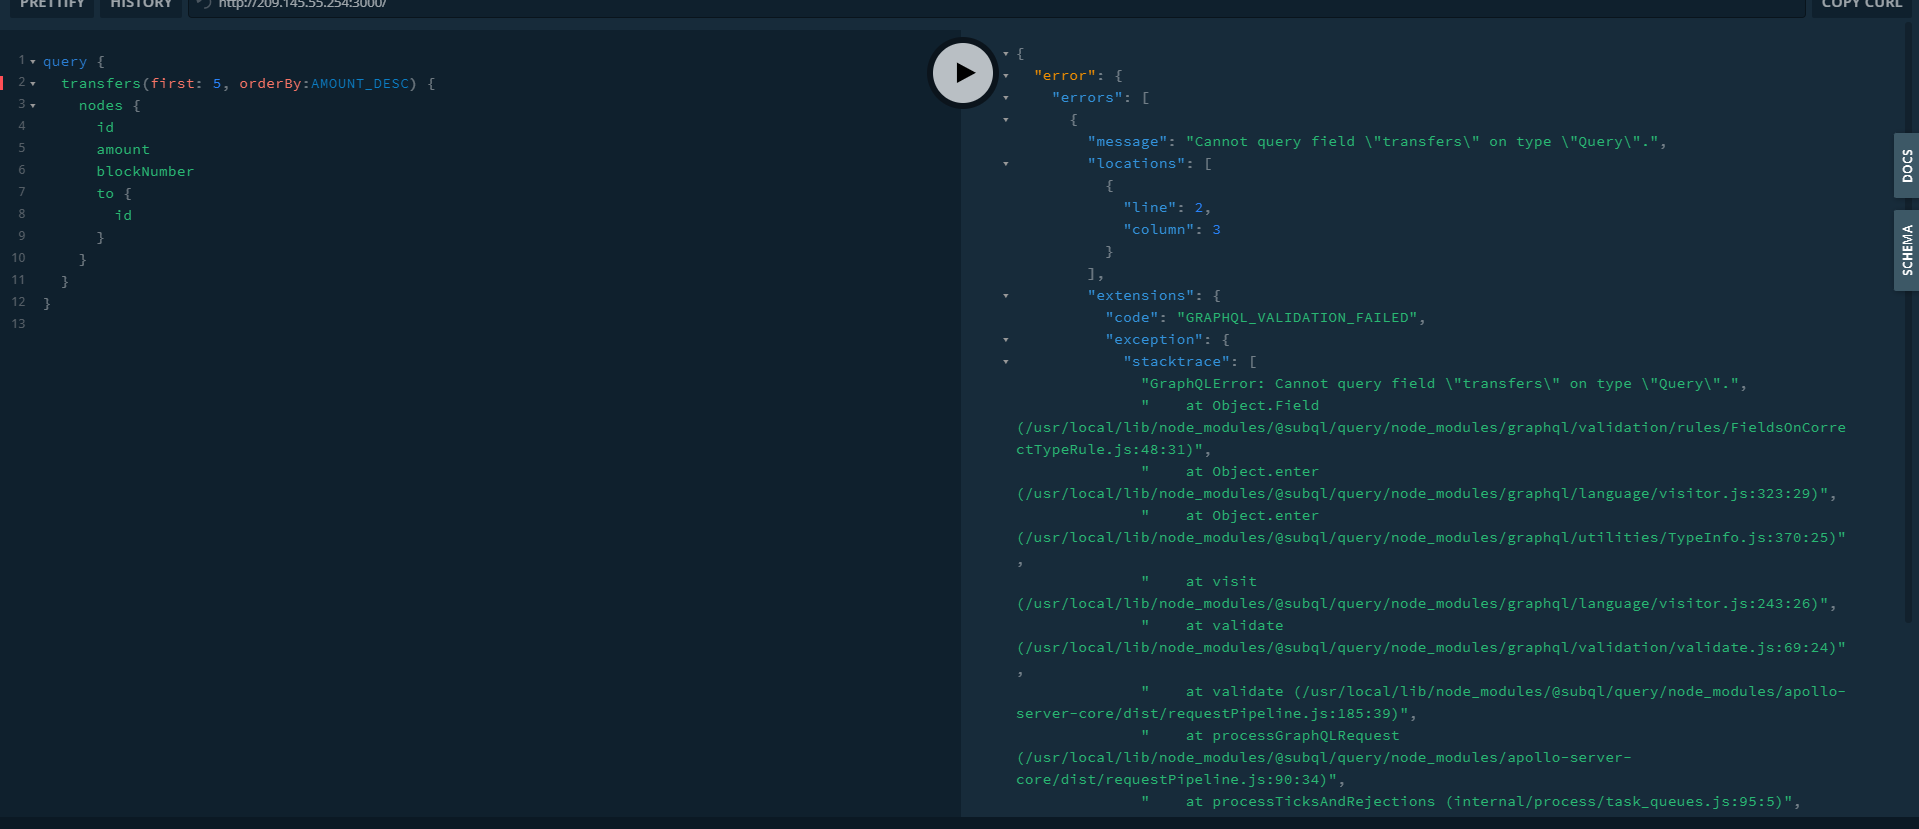 PRETTIFY HISTORY http://209.145.55.254:3000/ COPY CURL
1 query {
2 transfers(first: 5, orderBy:AMOUNT_DESC) {
3 nodes {
4 id
5 amount
6 blockNumber
7 to {
8 id
9 }
10 }
11 }
12 }
13
{
"error": {
"errors": [
{
"message": "Cannot query field \"transfers\" on type \"Query\".",
"locations": [
{
"line": 2,
"column": 3
}
],
"extensions": {
"code": "GRAPHQL_VALIDATION_FAILED",
"exception": {
"stacktrace": [
"GraphQLError: Cannot query field \"transfers\" on type \"Query\".",
"    at Object.Field
(/usr/local/lib/node_modules/@subql/query/node_modules/graphql/validation/rules/FieldsOnCorre
ctTypeRule.js:48:31)",
"    at Object.enter
(/usr/local/lib/node_modules/@subql/query/node_modules/graphql/language/visitor.js:323:29)",
"    at Object.enter
(/usr/local/lib/node_modules/@subql/query/node_modules/graphql/utilities/TypeInfo.js:370:25)"
,
"    at visit
(/usr/local/lib/node_modules/@subql/query/node_modules/graphql/language/visitor.js:243:26)",
"    at validate
(/usr/local/lib/node_modules/@subql/query/node_modules/graphql/validation/validate.js:69:24)"
,
"    at validate (/usr/local/lib/node_modules/@subql/query/node_modules/apollo-
server-core/dist/requestPipeline.js:185:39)",
"    at processGraphQLRequest
(/usr/local/lib/node_modules/@subql/query/node_modules/apollo-server-
core/dist/requestPipeline.js:90:34)",
"    at processTicksAndRejections (internal/process/task_queues.js:95:5)",
DOCS
SCHEMA